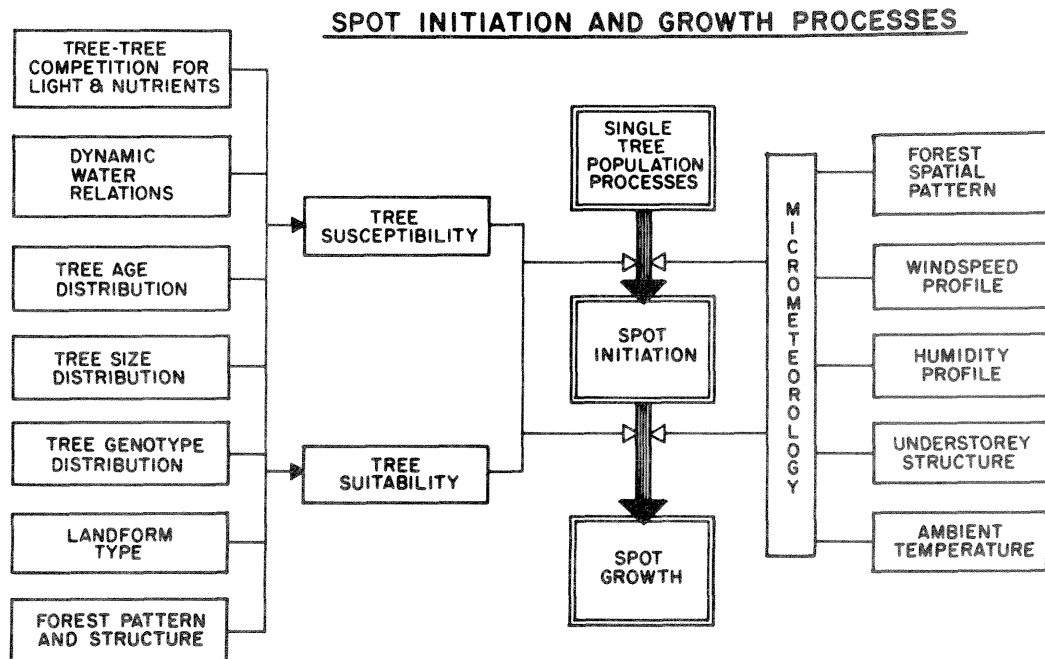 SPOT INITIATION AND GROWTH PROCESSES
TREE-TREE
COMPETITION FOR
LIGHT & NUTRIENTS
DYNAMIC
WATER
RELATIONS
TREE AGE
DISTRIBUTION
TREE SIZE
DISTRIBUTION
TREE GENOTYPE
DISTRIBUTION
LANDFORM
TYPE
FOREST PATTERN
AND STRUCTURE
TREE
SUSCEPTIBILITY
TREE
SUITABILITY
SINGLE
TREE
POPULATION
PROCESSES
SPOT
INITIATION
SPOT
GROWTH
MICROMETEOROLOGY
FOREST
SPATIAL
PATTERN
WINDSPEED
PROFILE
HUMIDITY
PROFILE
UNDERSTOREY
STRUCTURE
AMBIENT
TEMPERATURE